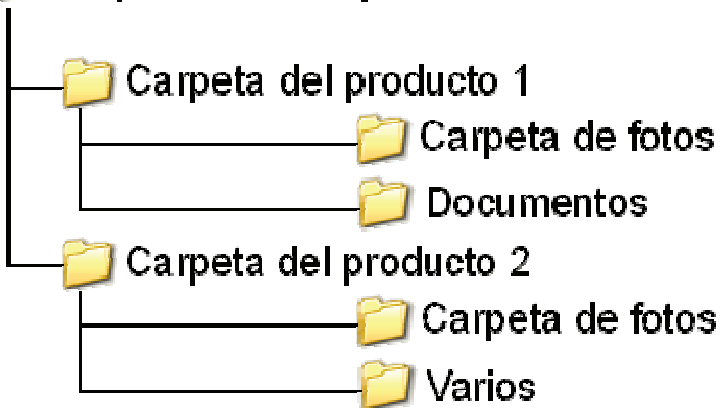 Carpeta del producto 1
Carpeta de fotos
Documentos
Carpeta del producto 2
Carpeta de fotos
Varios